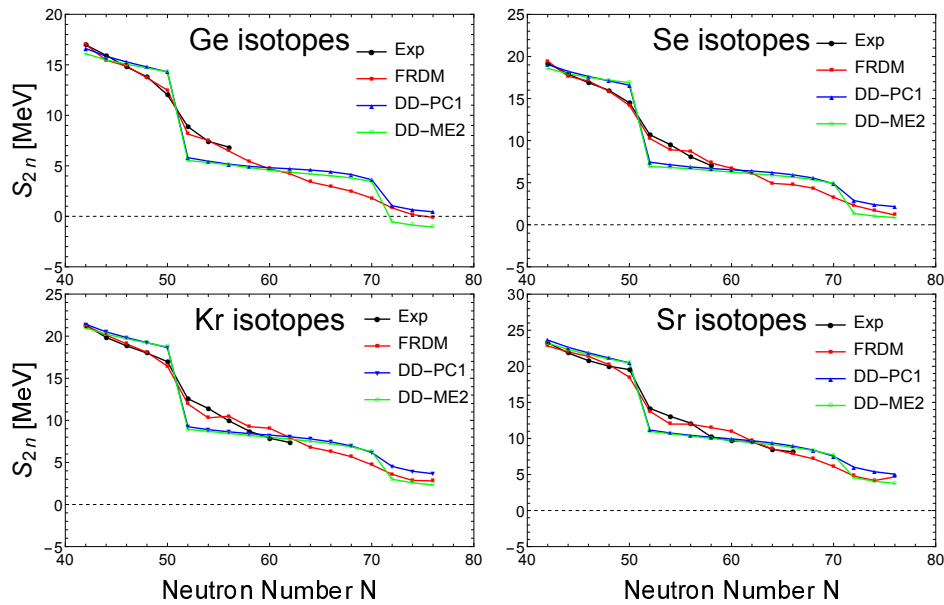 Ge isotopes
Exp
FRDM
DD−PC1
DD−ME2
S2n [MeV]
20
15
10
5
0
−5
40 50 60 70 80
Se isotopes
Exp
FRDM
DD−PC1
DD−ME2
25
20
15
10
5
0
−5
40 50 60 70 80
Kr isotopes
Exp
FRDM
DD−PC1
DD−ME2
S2n [MeV]
25
20
15
10
5
0
−5
40 50 60 70 80
Neutron Number N
Sr isotopes
Exp
FRDM
DD−PC1
DD−ME2
30
25
20
15
10
5
0
−5
40 50 60 70 80
Neutron Number N